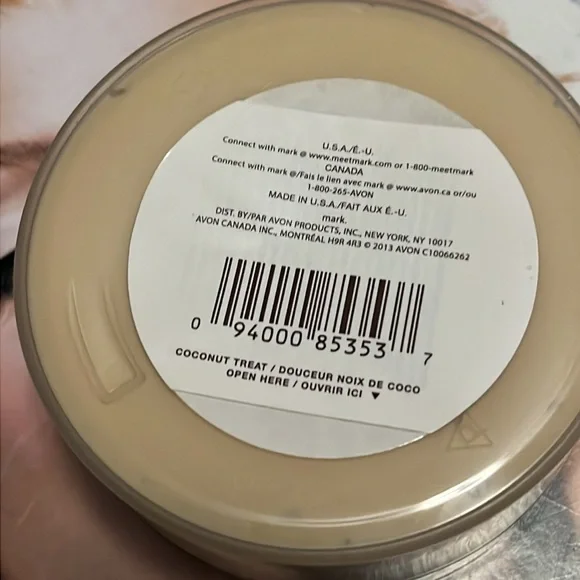 U.S.A./É.-U.
Connect with mark @ www.meetmark.com or 1-800-meetmark
CANADA
Connect with mark @/Fais le lien avec mark @ www.avon.ca or/ou
1-800-265-AVON
MADE IN U.S.A./FAIT AUX É.-U.
mark.
DIST. BY/PAR AVON PRODUCTS, INC., NEW YORK, NY 10017
AVON CANADA INC., MONTRÉAL H9R 4R3 © 2013 AVON C10066262
0 94000 85353 7
COCONUT TREAT / DOUCEUR NOIX DE COCO
OPEN HERE / OUVRIR ICI ▼